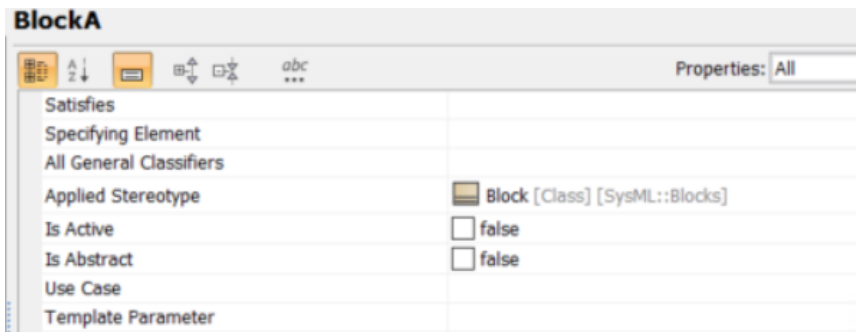 BlockA
A
Z
abc
Properties: All
Satisfies
Specifying Element
All General Classifiers
Applied Stereotype Block [Class] [SysML::Blocks]
Is Active false
Is Abstract false
Use Case
Template Parameter